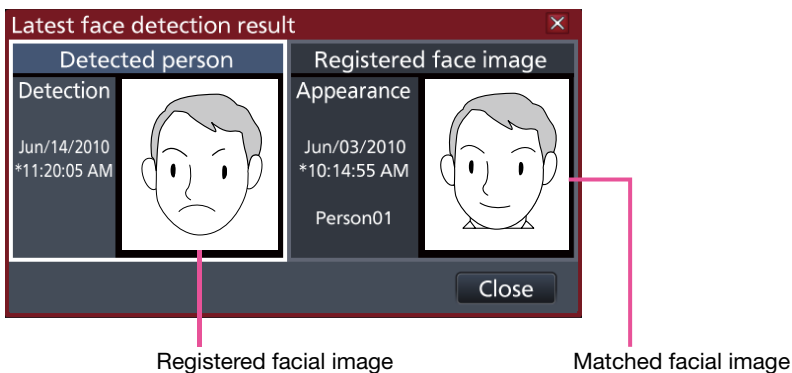 Latest face detection result
Detected person
Registered face image
Detection
Jun/14/2010
*11:20:05 AM
Appearance
Jun/03/2010
*10:14:55 AM
Person01
Close
Registered facial image
Matched facial image